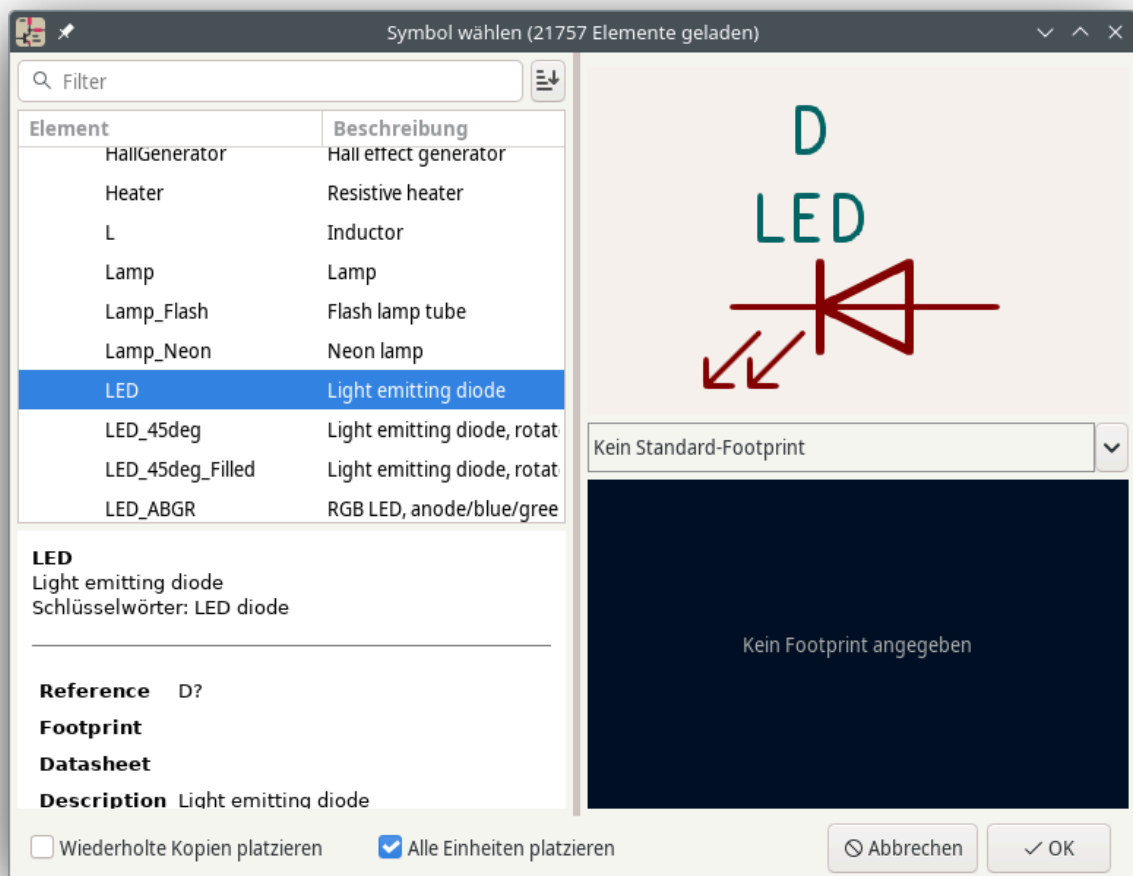 Symbol wählen (21757 Elemente geladen)
Filter
Element Beschreibung
HallGenerator Hall effect generator
Heater Resistive heater
L Inductor
Lamp Lamp
Lamp_Flash Flash lamp tube
Lamp_Neon Neon lamp
LED Light emitting diode
LED_45deg Light emitting diode, rotat
LED_45deg_Filled Light emitting diode, rotat
LED_ABGR RGB LED, anode/blue/gree
LED
Light emitting diode
Schlüsselwörter: LED diode
Reference D?
Footprint
Datasheet
Description Light emitting diode
D
LED
Kein Standard-Footprint
Kein Footprint angegeben
Wiederholte Kopien platzieren
Alle Einheiten platzieren
Abbrechen
OK